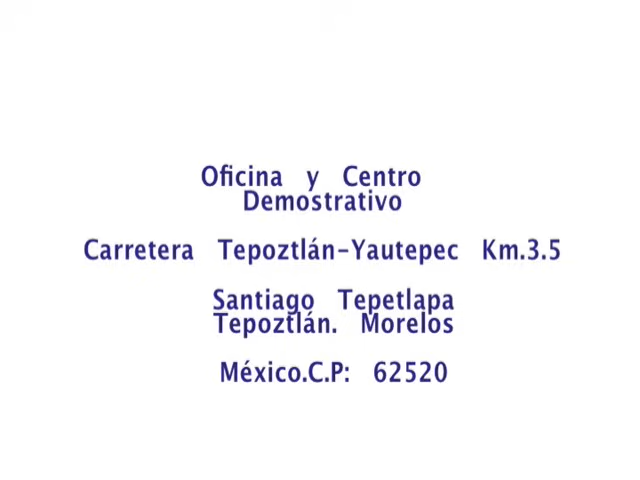 Oficina y Centro
Demostrativo
Carretera Tepoztlán-Yautepec Km.3.5
Santiago Tepetlapa
Tepoztlán. Morelos
México.C.P: 62520